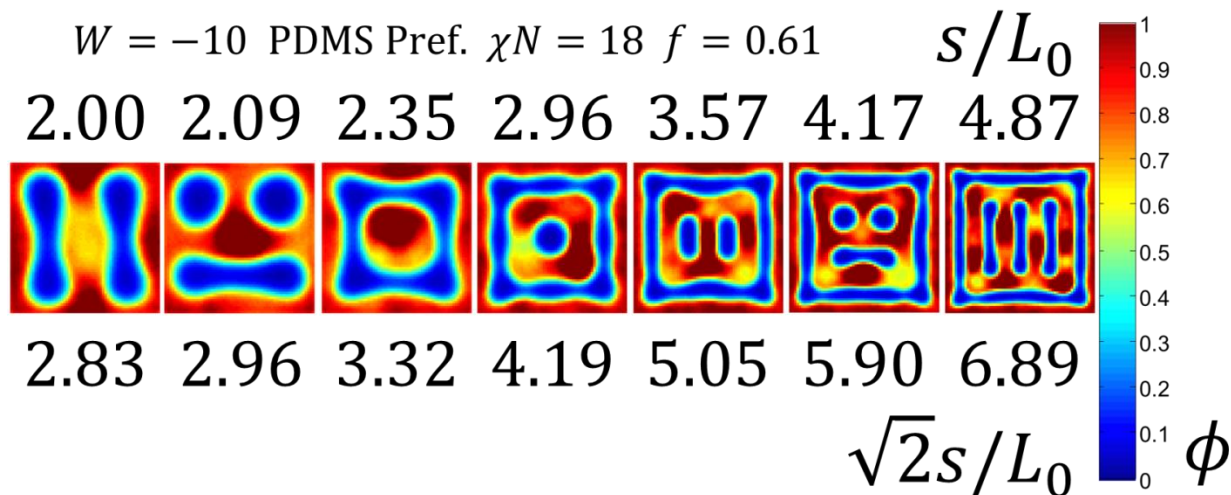 W = −10 PDMS Pref. χN = 18 f = 0.61
s/L₀
2.00 2.09 2.35 2.96 3.57 4.17 4.87
2.83 2.96 3.32 4.19 5.05 5.90 6.89
√2s/L₀
1
0.9
0.8
0.7
0.6
0.5
0.4
0.3
0.2
0.1
0
ϕ